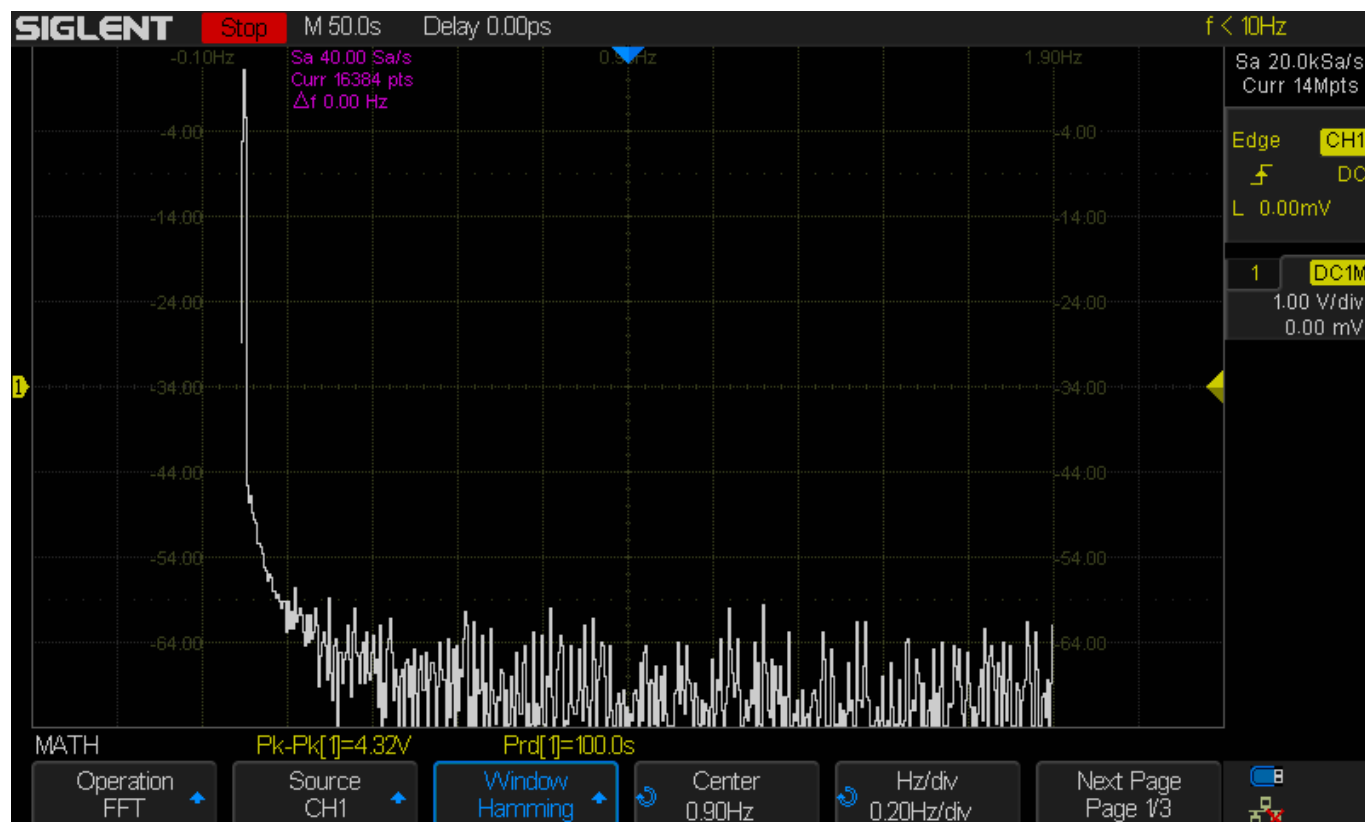 SIGLENT Stop M 50.0s Delay 0.00ps f < 10Hz
-0.10Hz 0.90Hz 1.90Hz
Sa 40.00 Sa/s
Curr 16384 pts
Δf 0.00 Hz
Sa 20.0kSa/s
Curr 14Mpts
-4.00 -4.00
Edge CH1
DC
L 0.00mV
-14.00 -14.00
1 DC1M
1.00 V/div
0.00 mV
-24.00 -24.00
1 -34.00 -34.00
-44.00 -44.00
-54.00 -54.00
-64.00 -64.00
MATH Pk-Pk[1]=4.32V Prd[1]=100.0s
Operation Source Window Center Hz/div Next Page
FFT CH1 Hamming 0.90Hz 0.20Hz/div Page 1/3